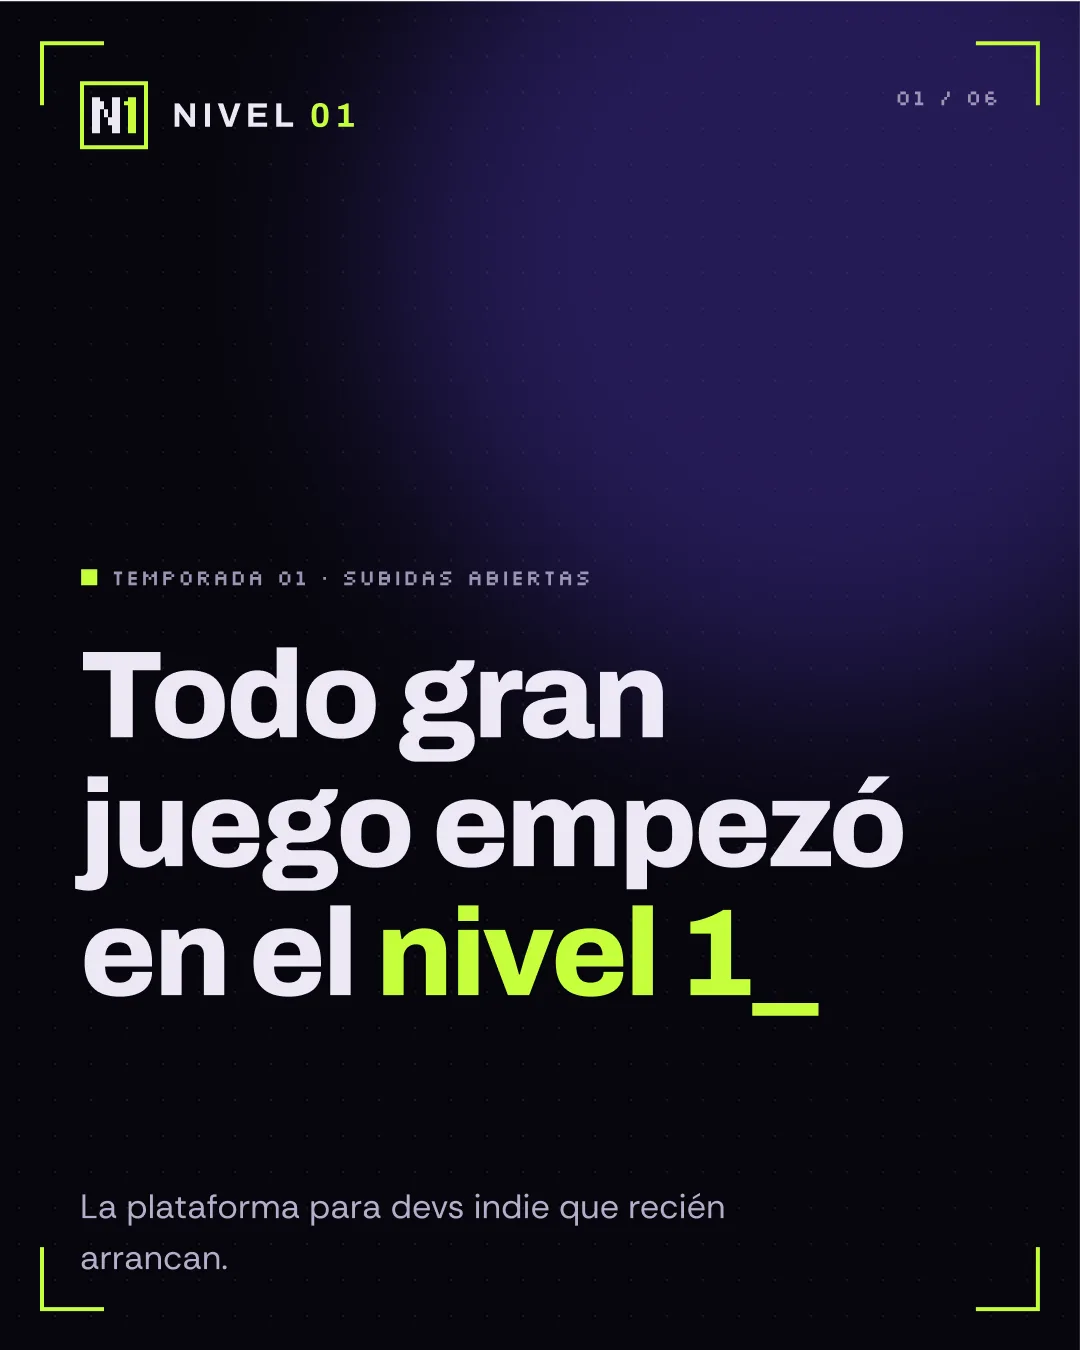 N1 NIVEL 01
01 / 06
TEMPORADA 01 · SUBIDAS ABIERTAS
Todo gran
juego empezó
en el nivel 1_
La plataforma para devs indie que recién
arrancan.